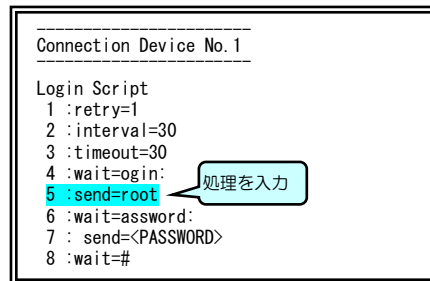 -----------------------
Connection Device No.1
-----------------------
Login Script
1 :retry=1
2 :interval=30
3 :timeout=30
4 :wait=ogin:
5 :send=root
処理を入力
6 :wait=assword:
7 : send=<PASSWORD>
8 :wait=#